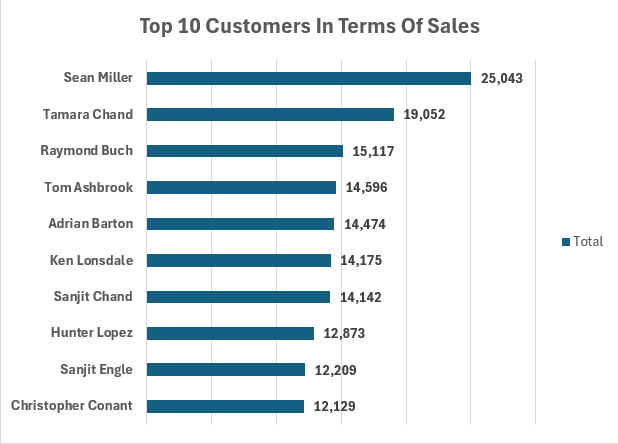 Top 10 Customers In Terms Of Sales
Sean Miller 25,043
Tamara Chand 19,052
Raymond Buch 15,117
Tom Ashbrook 14,596
Adrian Barton 14,474
Ken Lonsdale 14,175
Sanjit Chand 14,142
Hunter Lopez 12,873
Sanjit Engle 12,209
Christopher Conant 12,129
Total